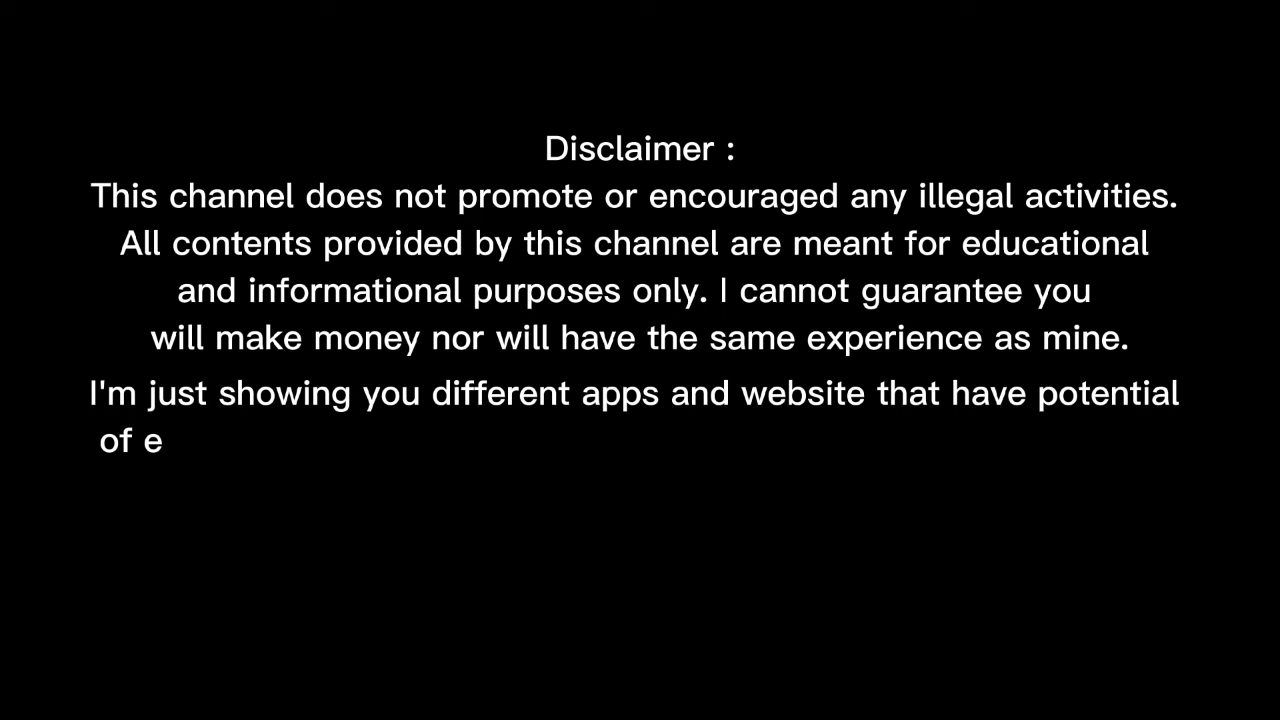 Disclaimer :
This channel does not promote or encouraged any illegal activities.
All contents provided by this channel are meant for educational
and informational purposes only. I cannot guarantee you
will make money nor will have the same experience as mine.
I'm just showing you different apps and website that have potential
of e